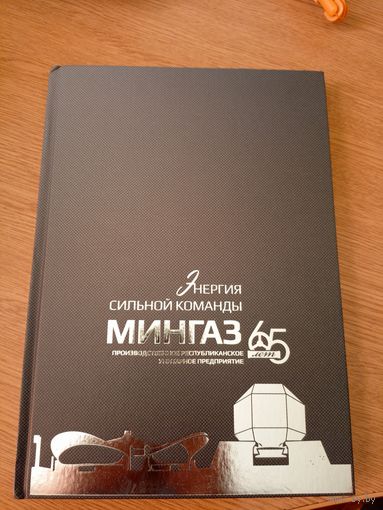 Энергия
сильной команды
МИНГАЗ 65
лет
ПРОИЗВОДСТВЕННОЕ РЕСПУБЛИКАНСКОЕ
УНИТАРНОЕ ПРЕДПРИЯТИЕ